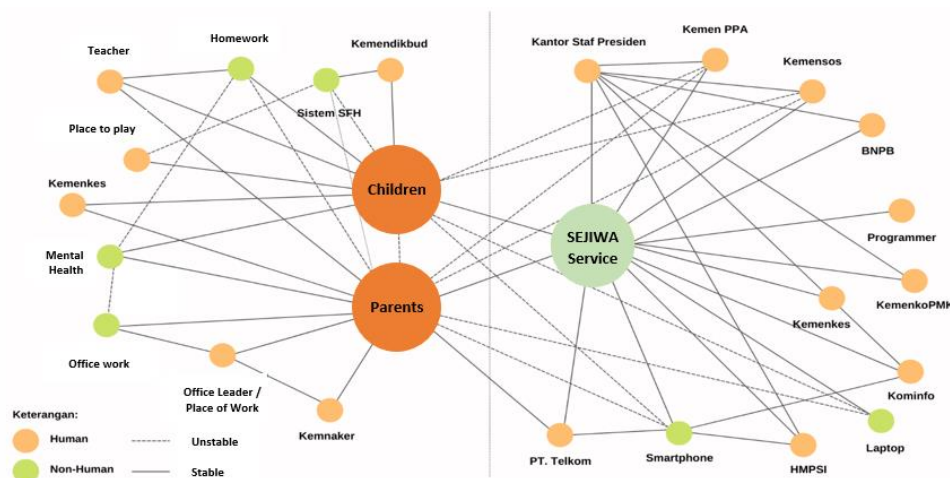 Teacher
Homework
Kemendikbud
Sistem SFH
Place to play
Kemenkes
Children
Mental
Health
Parents
Office work
Office Leader /
Place of Work
Kemnaker
Keterangan:
Human
Unstable
Non-Human
Stable
Kantor Staf Presiden
Kemen PPA
Kemensos
BNPB
SEJIWA
Service
Programmer
KemenkoPMK
Kemenkes
Kominfo
Laptop
PT. Telkom
Smartphone
HMPSI